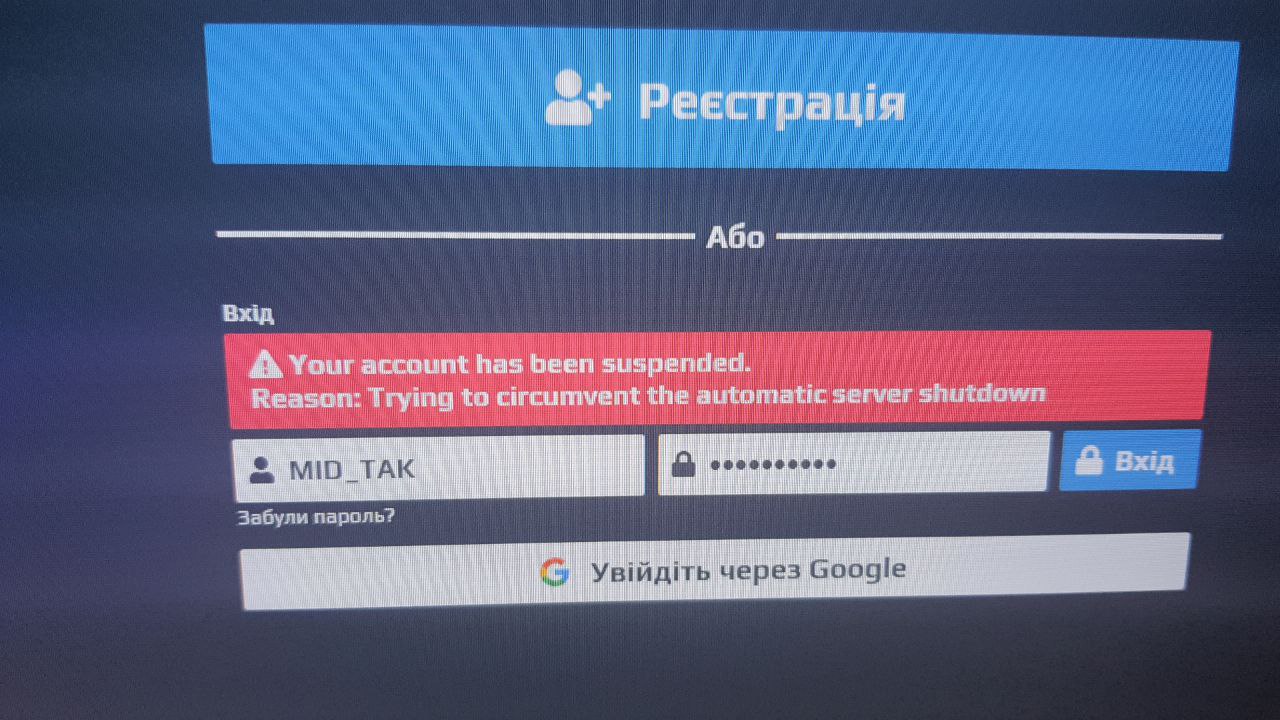 Реєстрація
Або
Вхід
Your account has been suspended.
Reason: Trying to circumvent the automatic server shutdown
MID_TAK
••••••••••
Вхід
Забули пароль?
Увійдіть через Google